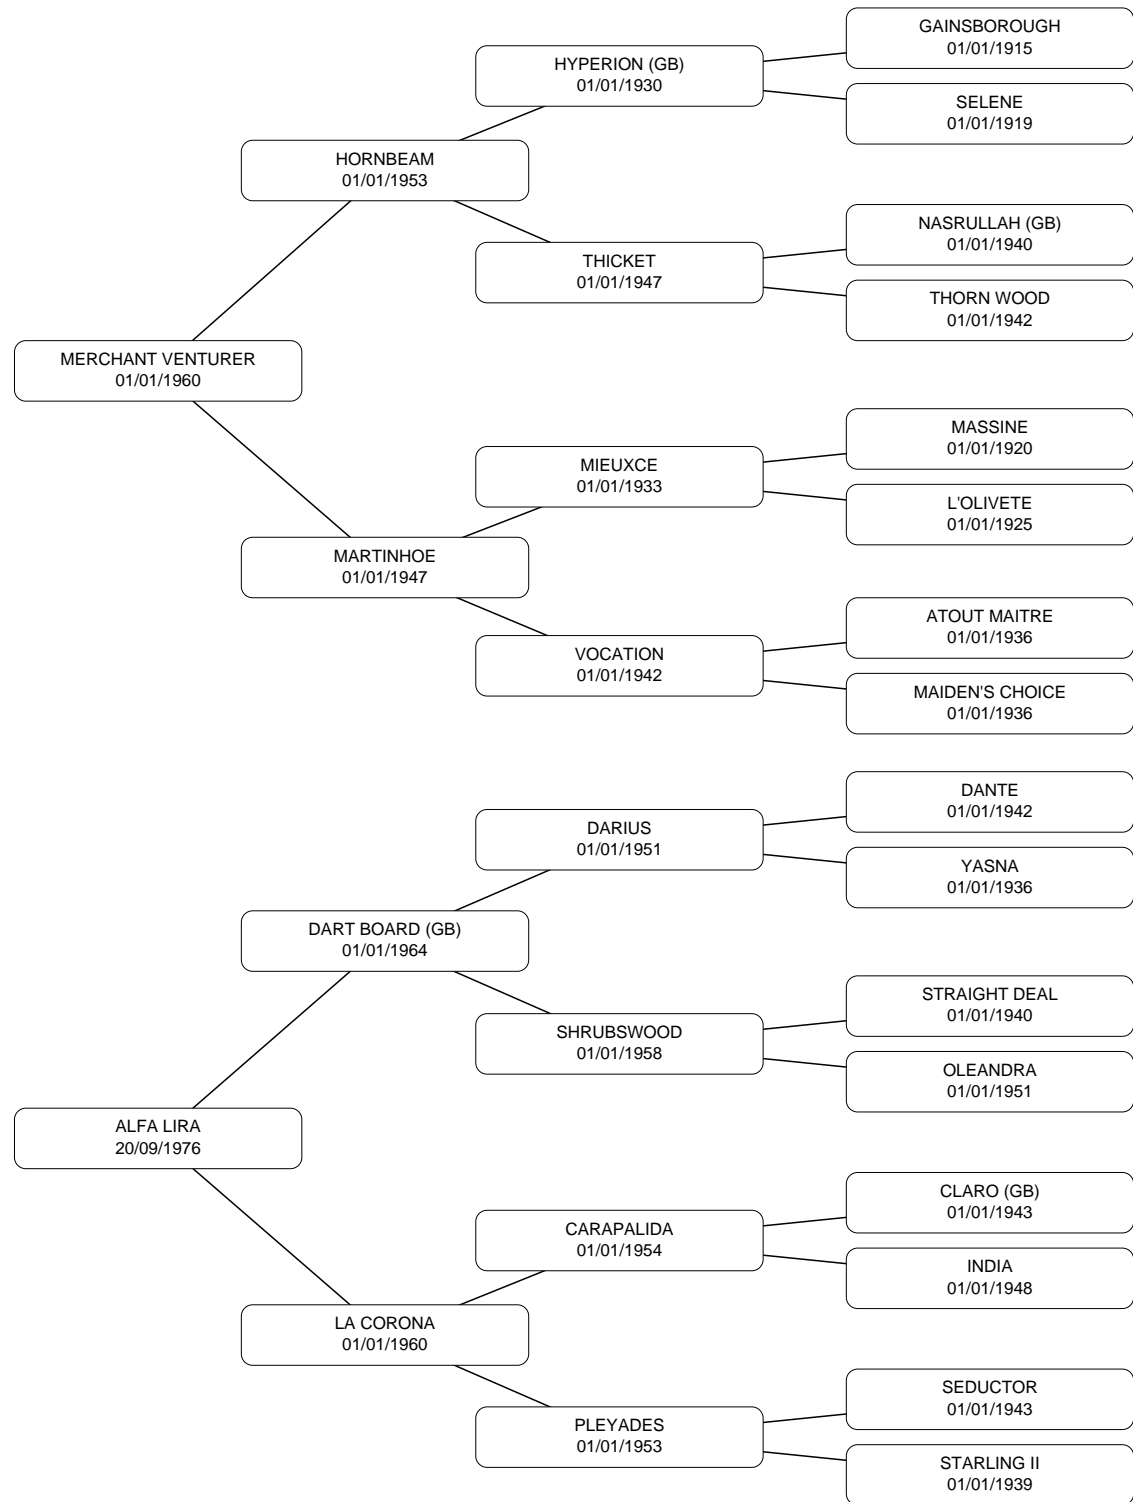 GAINSBOROUGH
01/01/1915
HYPERION (GB)
01/01/1930
SELENE
01/01/1919
HORNBEAM
01/01/1953
NASRULLAH (GB)
01/01/1940
THICKET
01/01/1947
THORN WOOD
01/01/1942
MERCHANT VENTURER
01/01/1960
MASSINE
01/01/1920
MIEUXCE
01/01/1933
L'OLIVETE
01/01/1925
MARTINHOE
01/01/1947
ATOUT MAITRE
01/01/1936
VOCATION
01/01/1942
MAIDEN'S CHOICE
01/01/1936
DANTE
01/01/1942
DARIUS
01/01/1951
YASNA
01/01/1936
DART BOARD (GB)
01/01/1964
STRAIGHT DEAL
01/01/1940
SHRUBSWOOD
01/01/1958
OLEANDRA
01/01/1951
ALFA LIRA
20/09/1976
CLARO (GB)
01/01/1943
CARAPALIDA
01/01/1954
INDIA
01/01/1948
LA CORONA
01/01/1960
SEDUCTOR
01/01/1943
PLEYADES
01/01/1953
STARLING II
01/01/1939